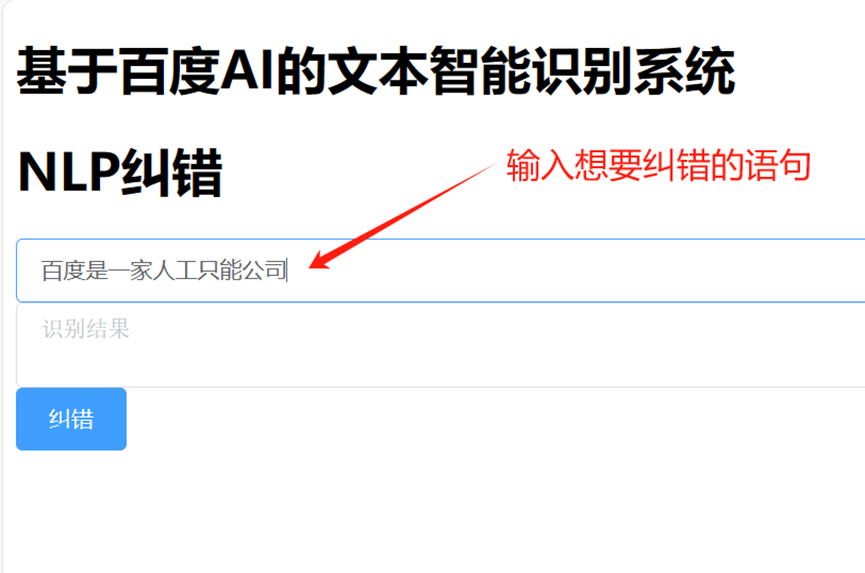 基于百度AI的文本智能识别系统
NLP纠错
输入想要纠错的语句
百度是一家人工只能公司
识别结果
纠错